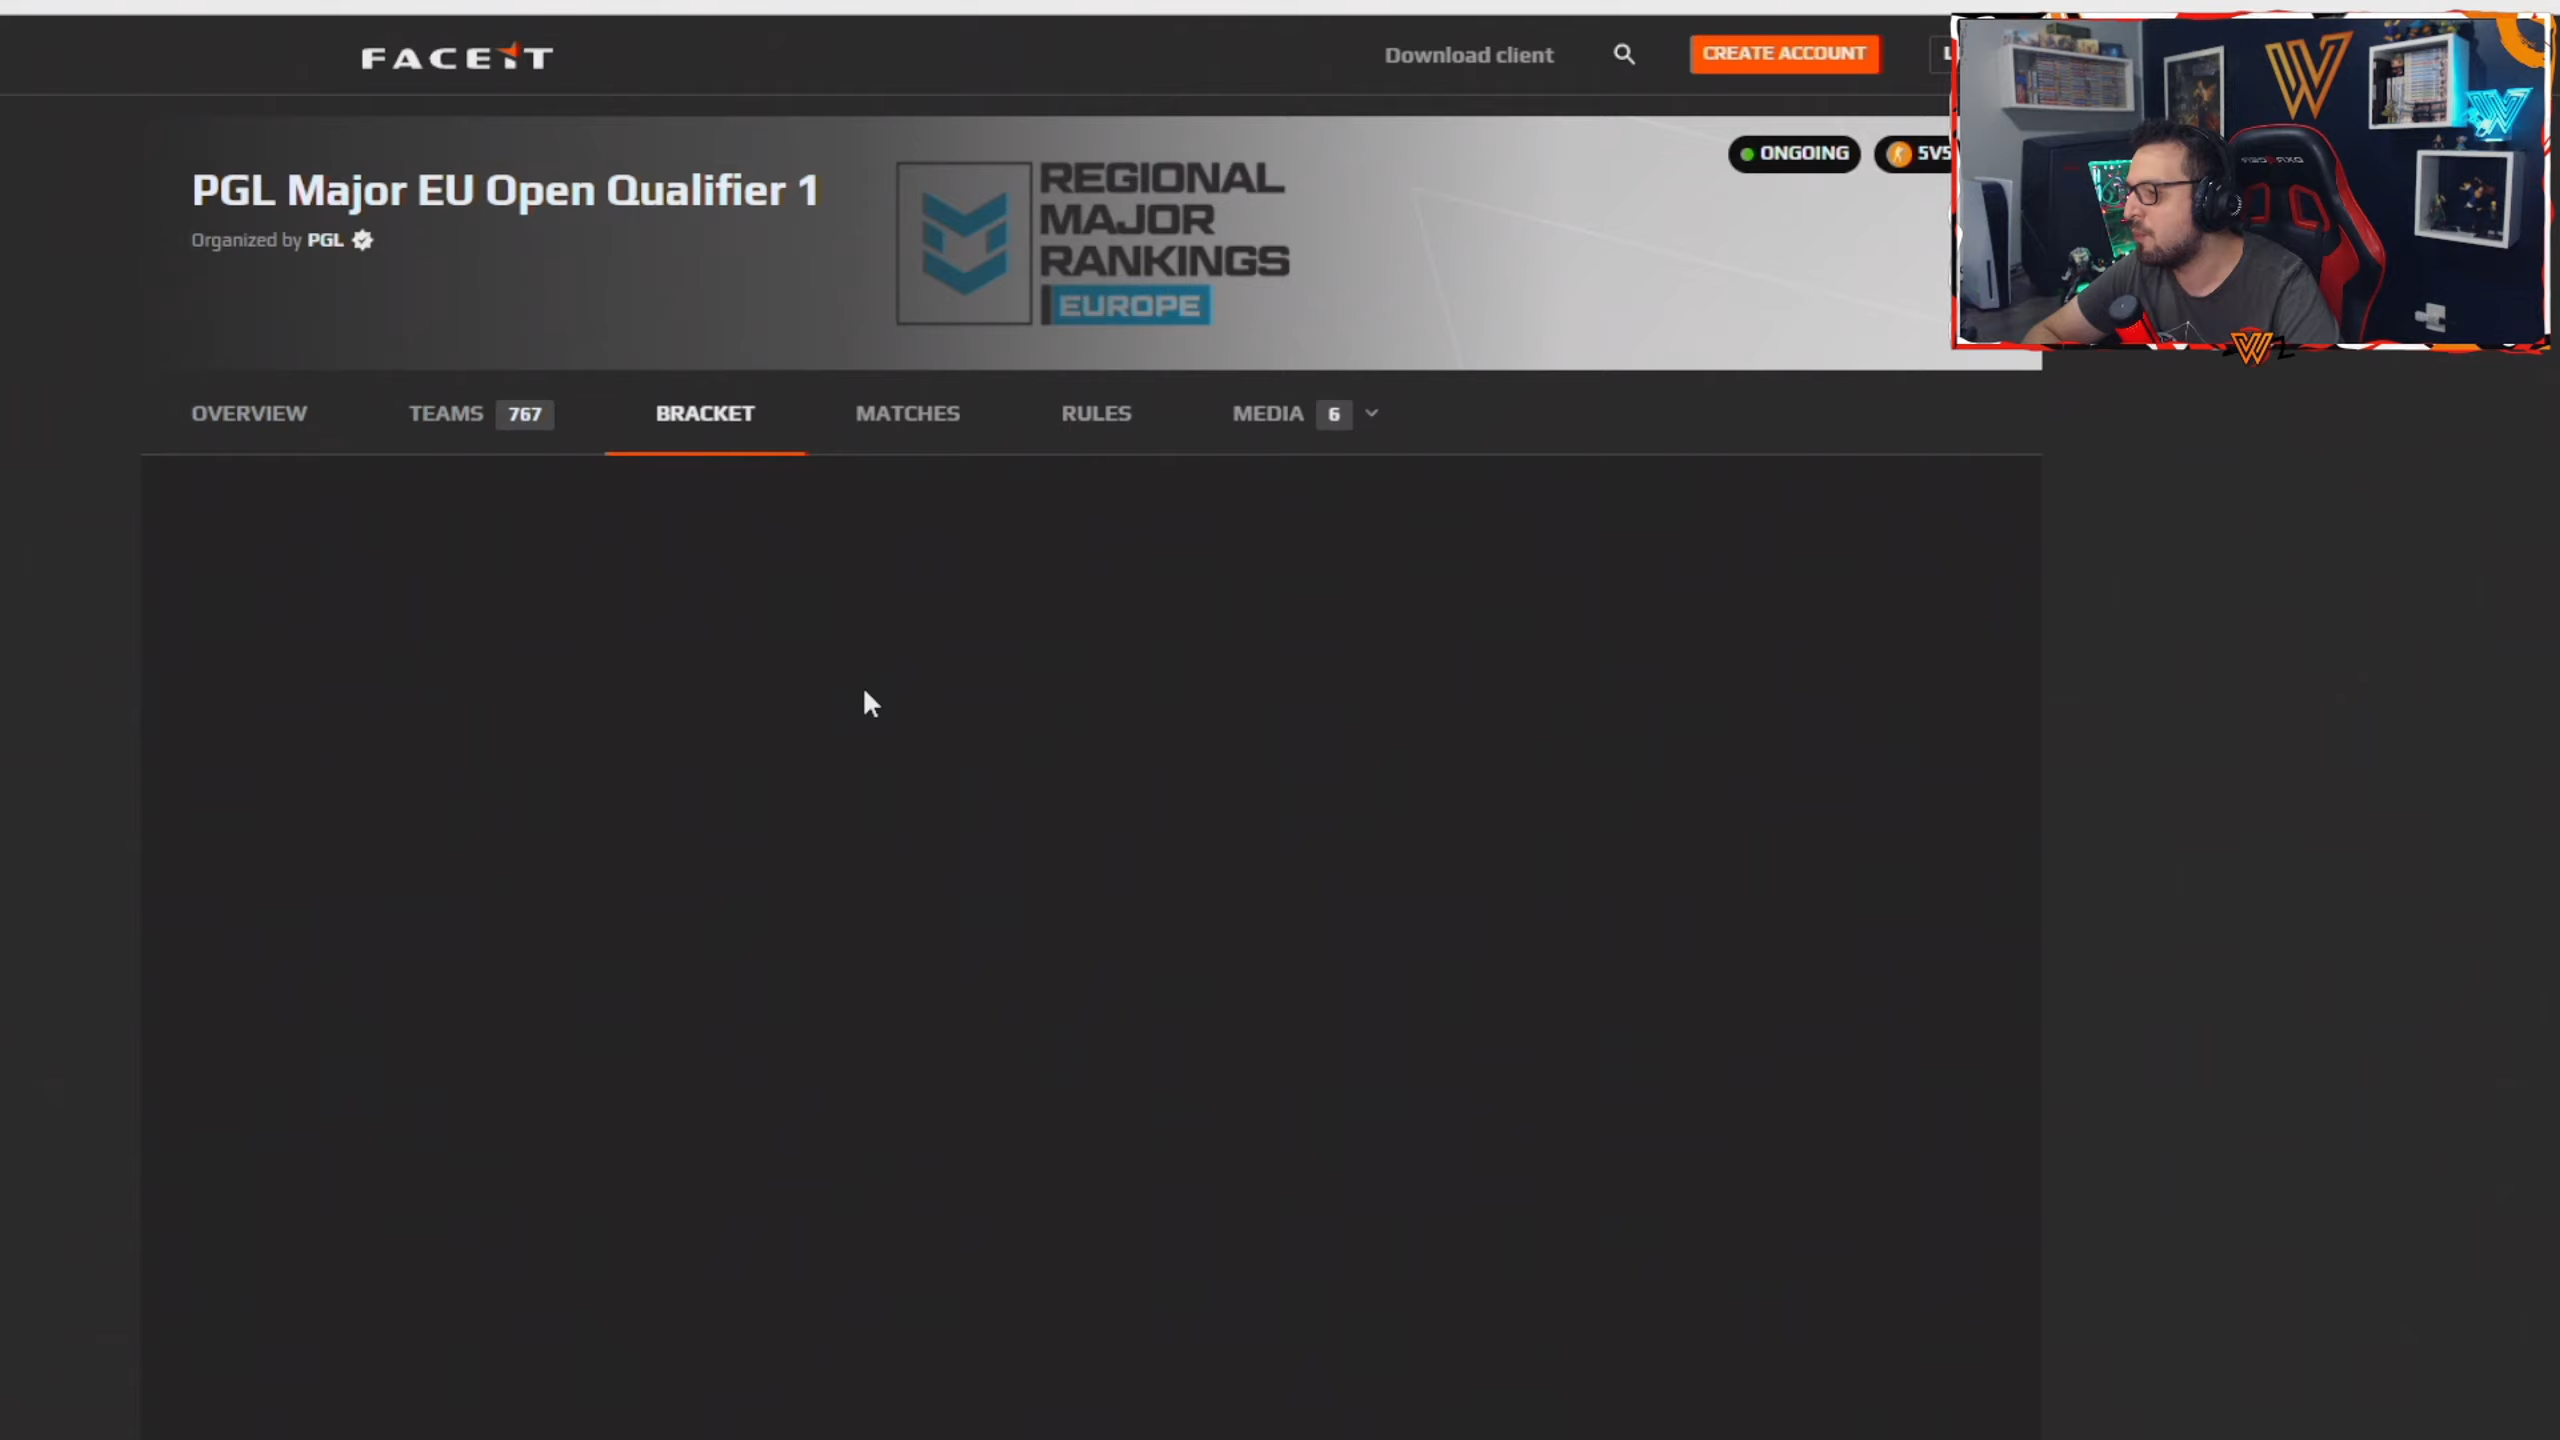 FACEIT
Download client
CREATE ACCOUNT
PGL Major EU Open Qualifier 1
Organized by PGL
REGIONAL
MAJOR
RANKINGS
EUROPE
ONGOING
5V5
OVERVIEW
TEAMS 767
BRACKET
MATCHES
RULES
MEDIA 6